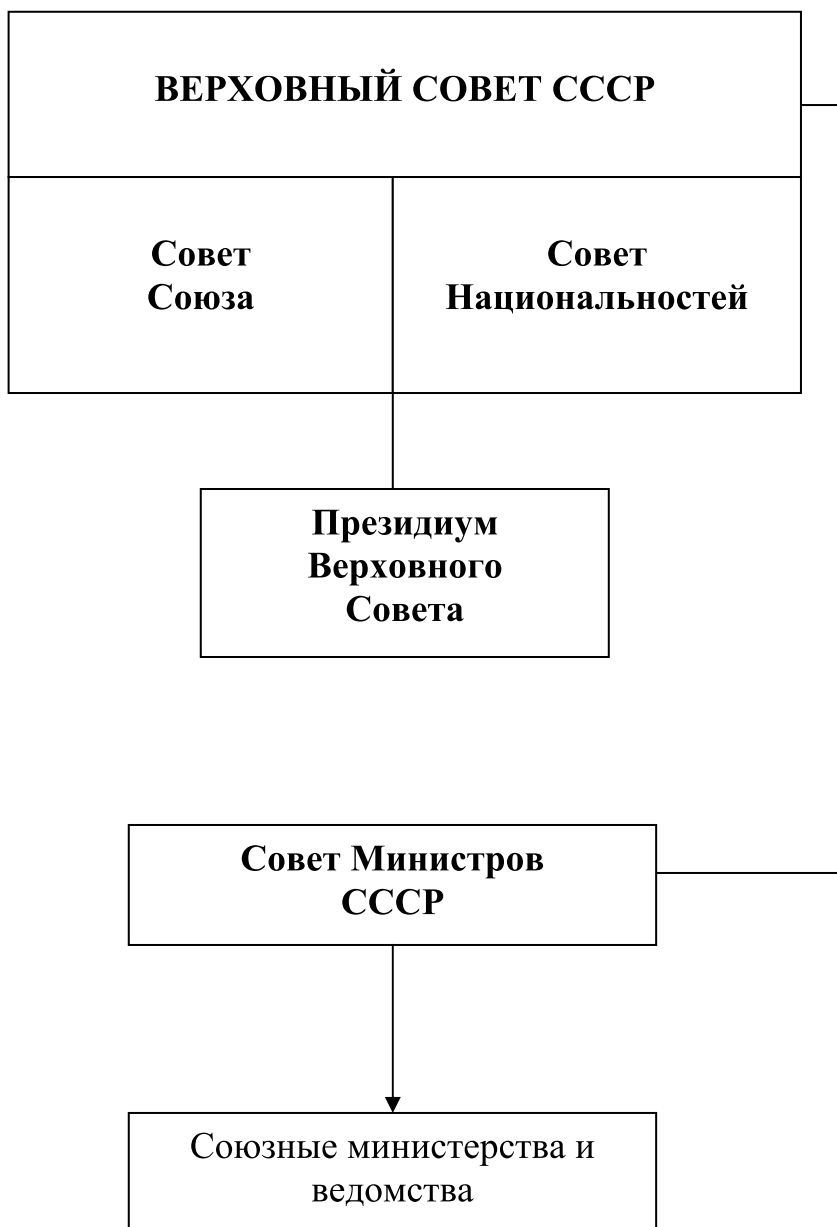 ВЕРХОВНЫЙ СОВЕТ СССР
Совет
Союза
Совет
Национальностей
Президиум
Верховного
Совета
Совет Министров
СССР
Союзные министерства и
ведомства